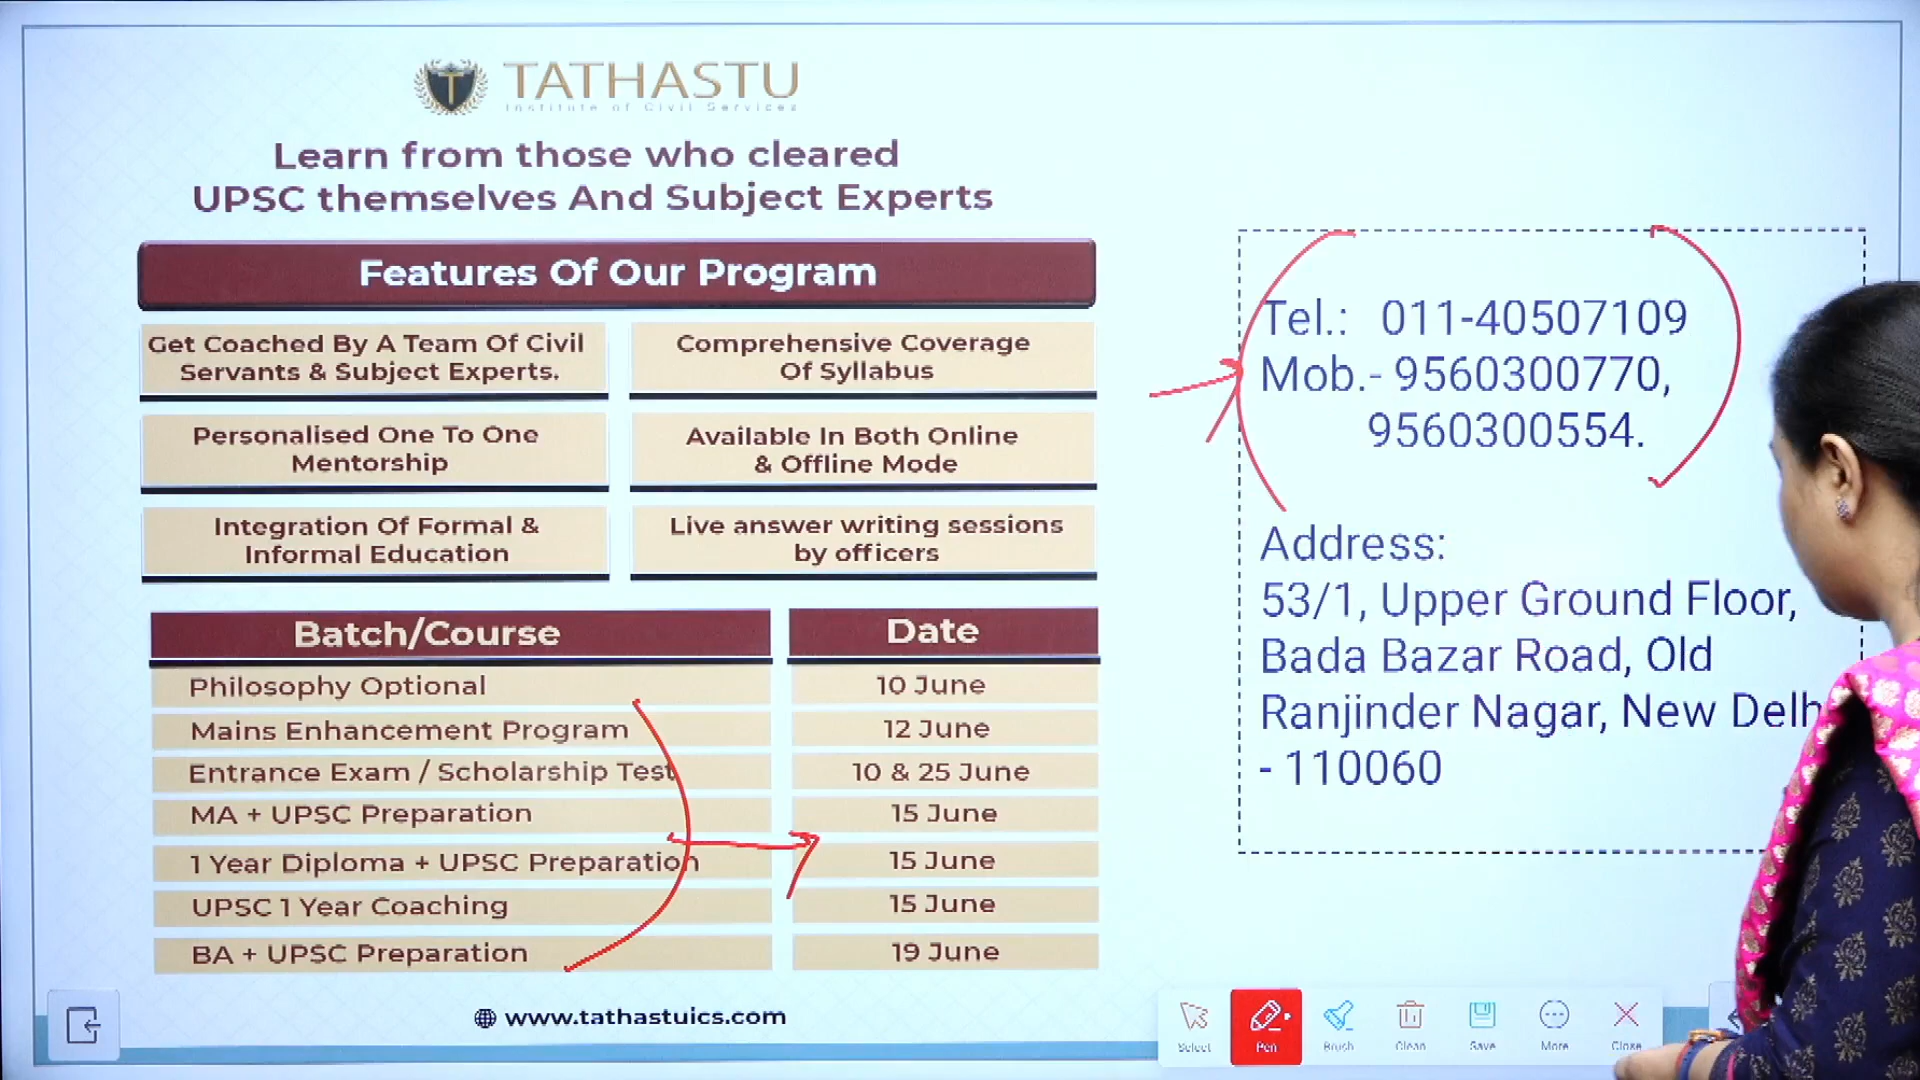 TATHASTU
Institute of Civil Services
Learn from those who cleared
UPSC themselves And Subject Experts
Features Of Our Program
Get Coached By A Team Of Civil
Servants & Subject Experts.
Comprehensive Coverage
Of Syllabus
Personalised One To One
Mentorship
Available In Both Online
& Offline Mode
Integration Of Formal &
Informal Education
Live answer writing sessions
by officers
Batch/Course Date
Philosophy Optional 10 June
Mains Enhancement Program 12 June
Entrance Exam / Scholarship Test 10 & 25 June
MA + UPSC Preparation 15 June
1 Year Diploma + UPSC Preparation 15 June
UPSC 1 Year Coaching 15 June
BA + UPSC Preparation 19 June
www.tathastuics.com
Tel.: 011-40507109
Mob.- 9560300770,
9560300554.
Address:
53/1, Upper Ground Floor,
Bada Bazar Road, Old
Ranjinder Nagar, New Delh
- 110060
Select Pen Brush Clean Save More Close